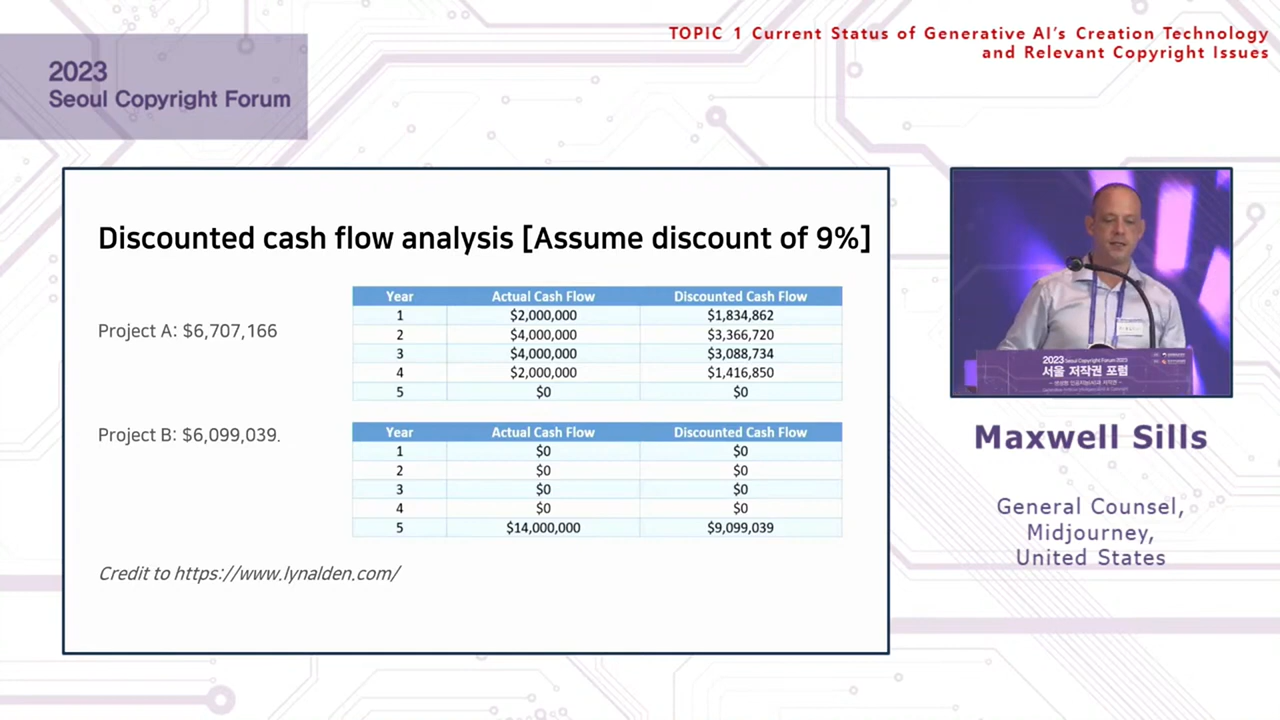 TOPIC 1 Current Status of Generative AI's Creation Technology
and Relevant Copyright Issues
2023
Seoul Copyright Forum
Discounted cash flow analysis [Assume discount of 9%]
Project A: $6,707,166
Year Actual Cash Flow Discounted Cash Flow
1 $2,000,000 $1,834,862
2 $4,000,000 $3,366,720
3 $4,000,000 $3,088,734
4 $2,000,000 $1,416,850
5 $0 $0
Project B: $6,099,039.
Year Actual Cash Flow Discounted Cash Flow
1 $0 $0
2 $0 $0
3 $0 $0
4 $0 $0
5 $14,000,000 $9,099,039
Credit to https://www.lynalden.com/
2023 Seoul Copyright Forum 2023
서울 저작권 포럼
Maxwell Sills
General Counsel,
Midjourney,
United States